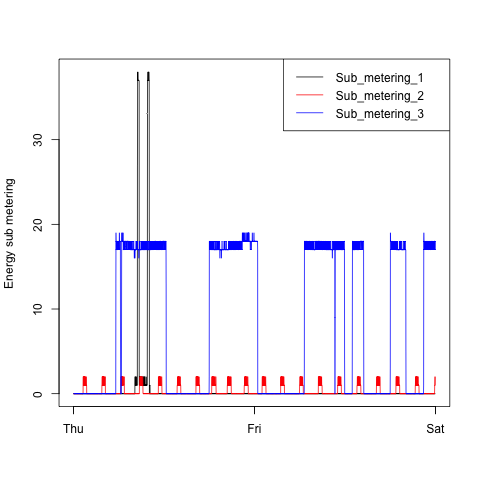 Sub_metering_1
Sub_metering_2
Sub_metering_3
Energy sub metering
30
20
10
0
Thu
Fri
Sat